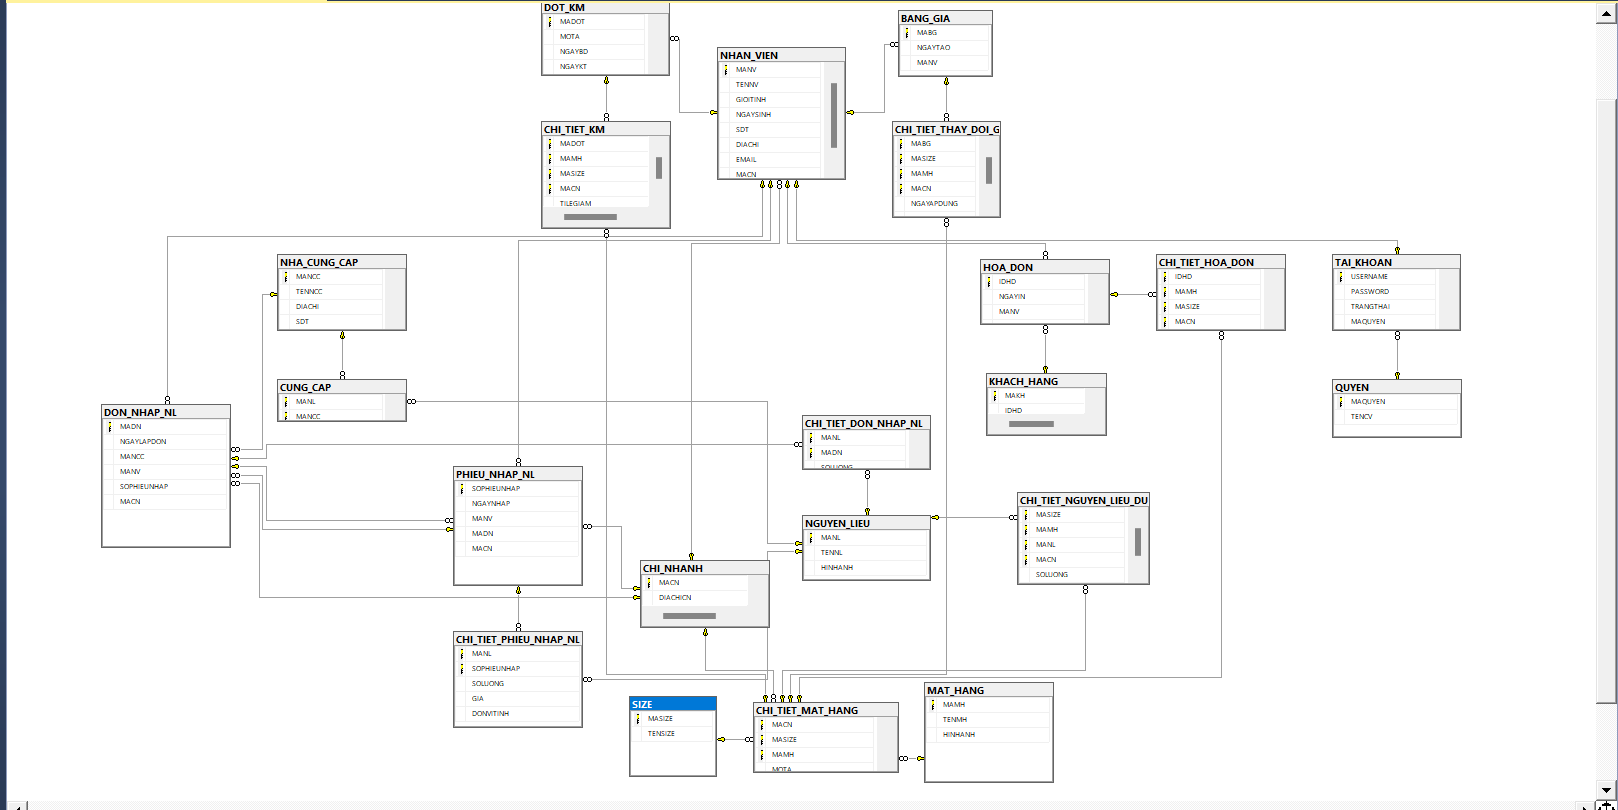 DOT_KM
MADOT
MOTA
NGAYBD
NGAYKT
BANG_GIA
MABG
NGAYTAO
MANV
NHAN_VIEN
MANV
TENNV
GIOITINH
NGAYSINH
SDT
DIACHI
EMAIL
MACN
CHI_TIET_KM
MADOT
MAMH
MASIZE
MACN
TILEGIAM
CHI_TIET_THAY_DOI_G
MABG
MASIZE
MAMH
MACN
NGAYAPDUNG
NHA_CUNG_CAP
MANCC
TENNCC
DIACHI
SDT
HOA_DON
IDHD
NGAYIN
MANV
CHI_TIET_HOA_DON
IDHD
MAMH
MASIZE
MACN
TAI_KHOAN
USERNAME
PASSWORD
TRANGTHAI
MAQUYEN
CUNG_CAP
MANL
MANCC
KHACH_HANG
MAKH
IDHD
QUYEN
MAQUYEN
TENCV
DON_NHAP_NL
MADN
NGAYLAPDON
MANCC
MANV
SOPHIEUNHAP
MACN
CHI_TIET_DON_NHAP_NL
MANL
MADN
SOLUONG
PHIEU_NHAP_NL
SOPHIEUNHAP
NGAYNHAP
MANV
MADN
MACN
NGUYEN_LIEU
MANL
TENNL
HINHANH
CHI_TIET_NGUYEN_LIEU_DU
MASIZE
MAMH
MANL
MACN
SOLUONG
CHI_NHANH
MACN
DIACHICN
CHI_TIET_PHIEU_NHAP_NL
MANL
SOPHIEUNHAP
SOLUONG
GIA
DONVITINH
SIZE
MASIZE
TENSIZE
CHI_TIET_MAT_HANG
MACN
MASIZE
MAMH
MOTA
MAT_HANG
MAMH
TENMH
HINHANH